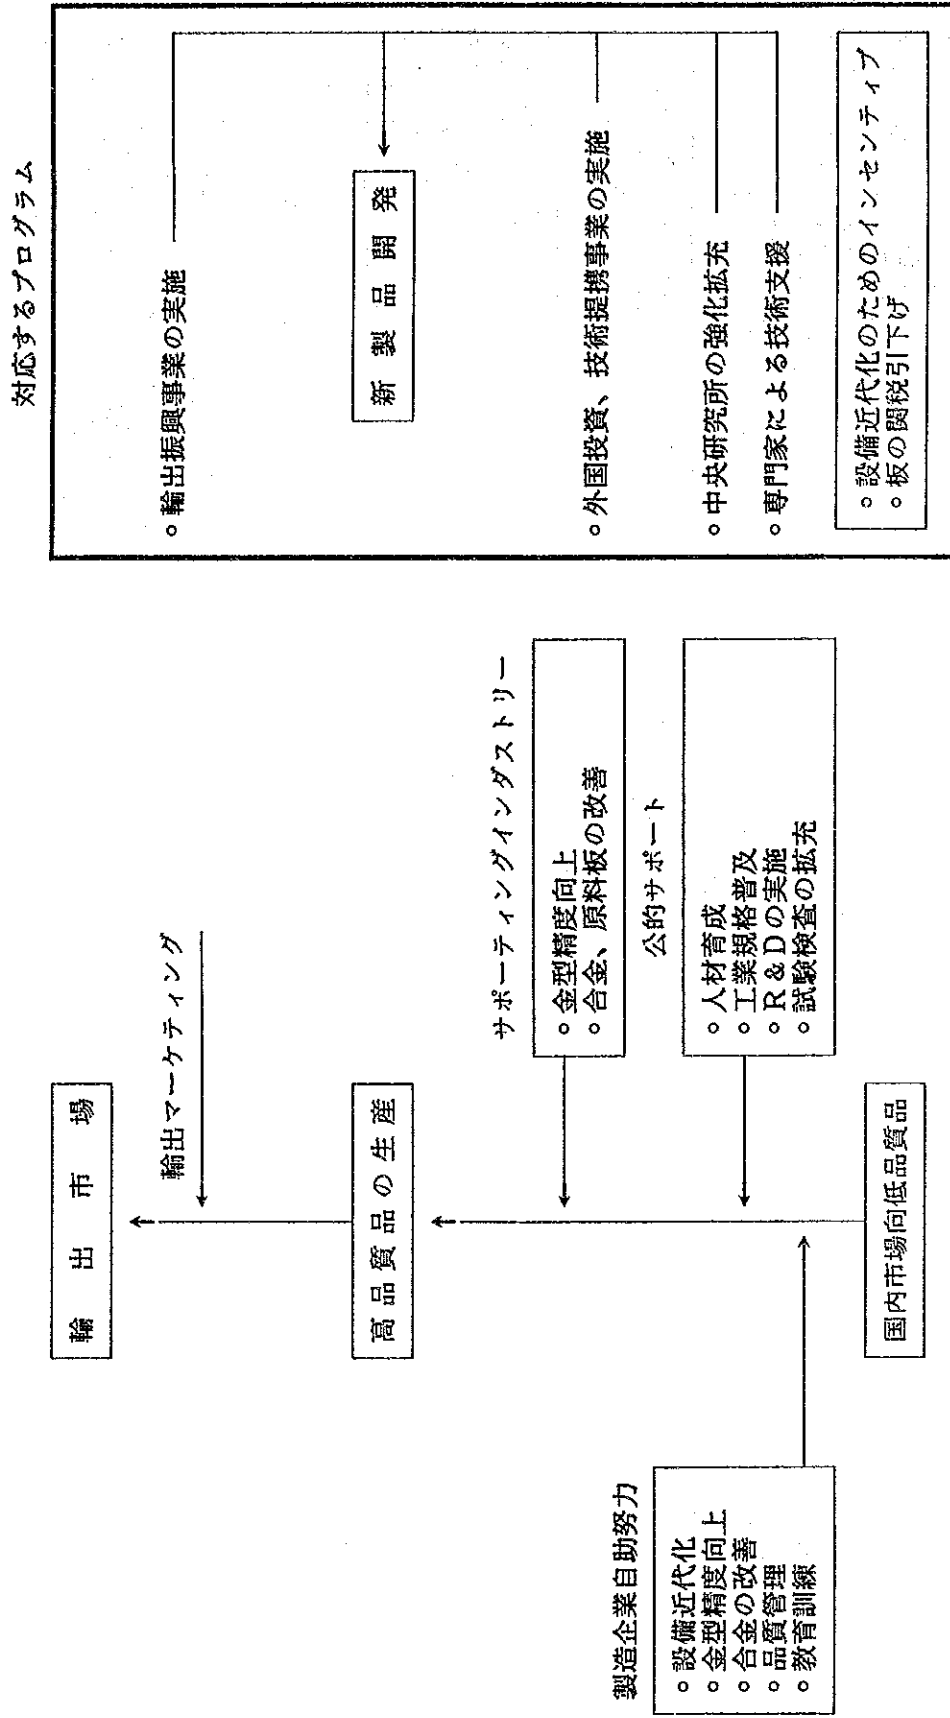 対応するプログラム
輸出市場
輸出マーケティング
◦ 輸出振興事業の実施
高品質品の生産
新製品開発
サポーティングインダストリー
◦ 金型精度向上
◦ 合金、原料板の改善
◦ 外国投資、技術提携事業の実施
公的サポート
◦ 人材育成
◦ 工業規格普及
◦ R&Dの実施
◦ 試験検査の拡充
◦ 中央研究所の強化拡充
◦ 専門家による技術支援
製造企業自助努力
◦ 設備近代化
◦ 金型精度向上
◦ 合金の改善
◦ 品質管理
◦ 教育訓練
国内市場向低品質品
◦ 設備近代化のためのインセンティブ
◦ 板の関税引下げ